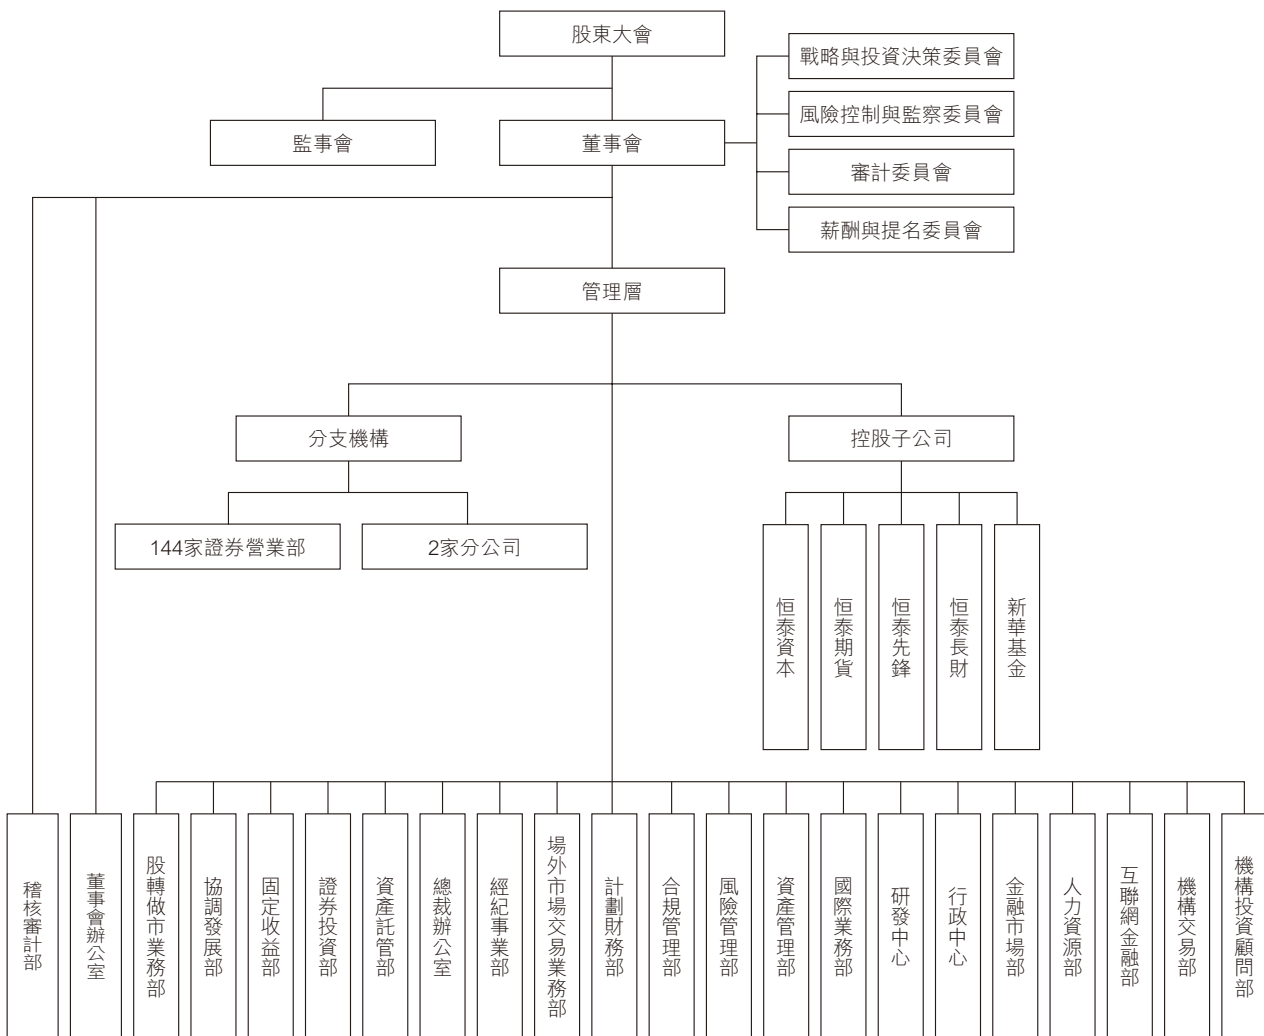 股東大會
戰略與投資決策委員會
風險控制與監察委員會
監事會
董事會
審計委員會
薪酬與提名委員會
管理層
分支機構
控股子公司
144家證券營業部
2家分公司
恒泰資本
恒泰期貨
恒泰先鋒
恒泰長財
新華基金
稽核審計部
董事會辦公室
股轉做市業務部
協調發展部
固定收益部
證券投資部
資產託管部
總裁辦公室
經紀事業部
場外市場交易業務部
計劃財務部
合規管理部
風險管理部
資產管理部
國際業務部
研發中心
行政中心
金融市場部
人力資源部
互聯網金融部
機構交易部
機構投資顧問部